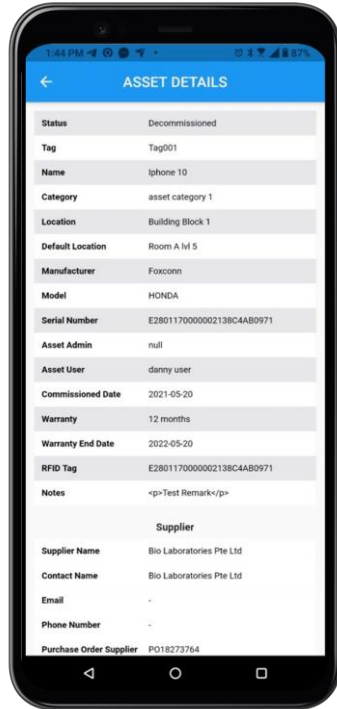 1:44 PM 87%
ASSET DETAILS
Status Decommissioned
Tag Tag001
Name Iphone 10
Category asset category 1
Location Building Block 1
Default Location Room A lvl 5
Manufacturer Foxconn
Model HONDA
Serial Number E2801170000002138C4AB0971
Asset Admin null
Asset User danny user
Commissioned Date 2021-05-20
Warranty 12 months
Warranty End Date 2022-05-20
RFID Tag E2801170000002138C4AB0971
Notes <p>Test Remark</p>
Supplier
Supplier Name Bio Laboratories Pte Ltd
Contact Name Bio Laboratories Pte Ltd
Email -
Phone Number -
Purchase Order Supplier PO18273764